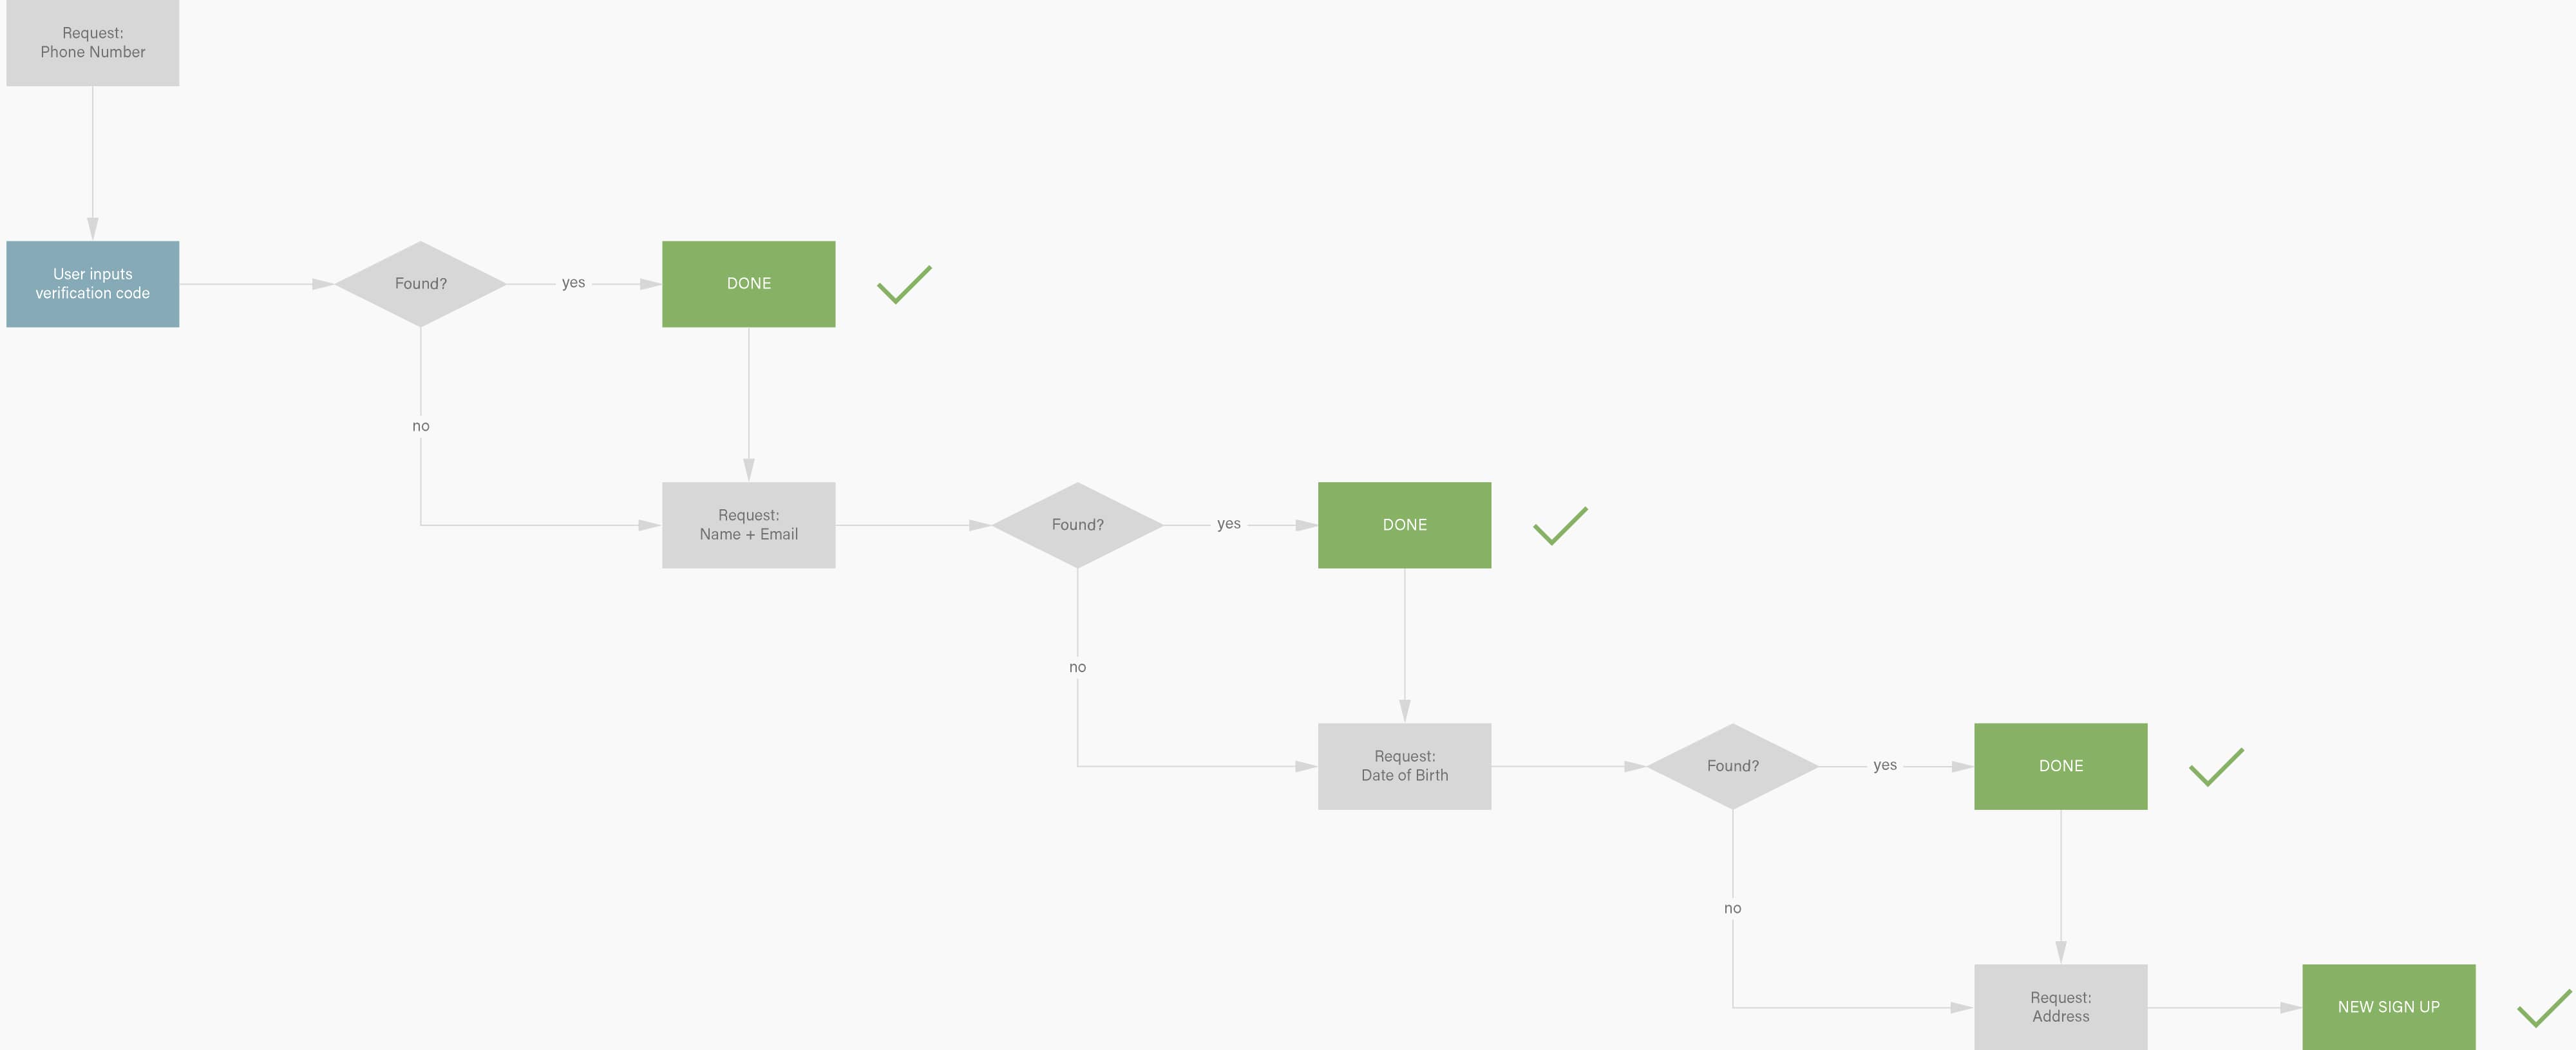 Request:
Phone Number
User inputs
verification code
Found?
yes
DONE
no
Request:
Name + Email
Found?
yes
DONE
no
Request:
Date of Birth
Found?
yes
DONE
no
Request:
Address
NEW SIGN UP